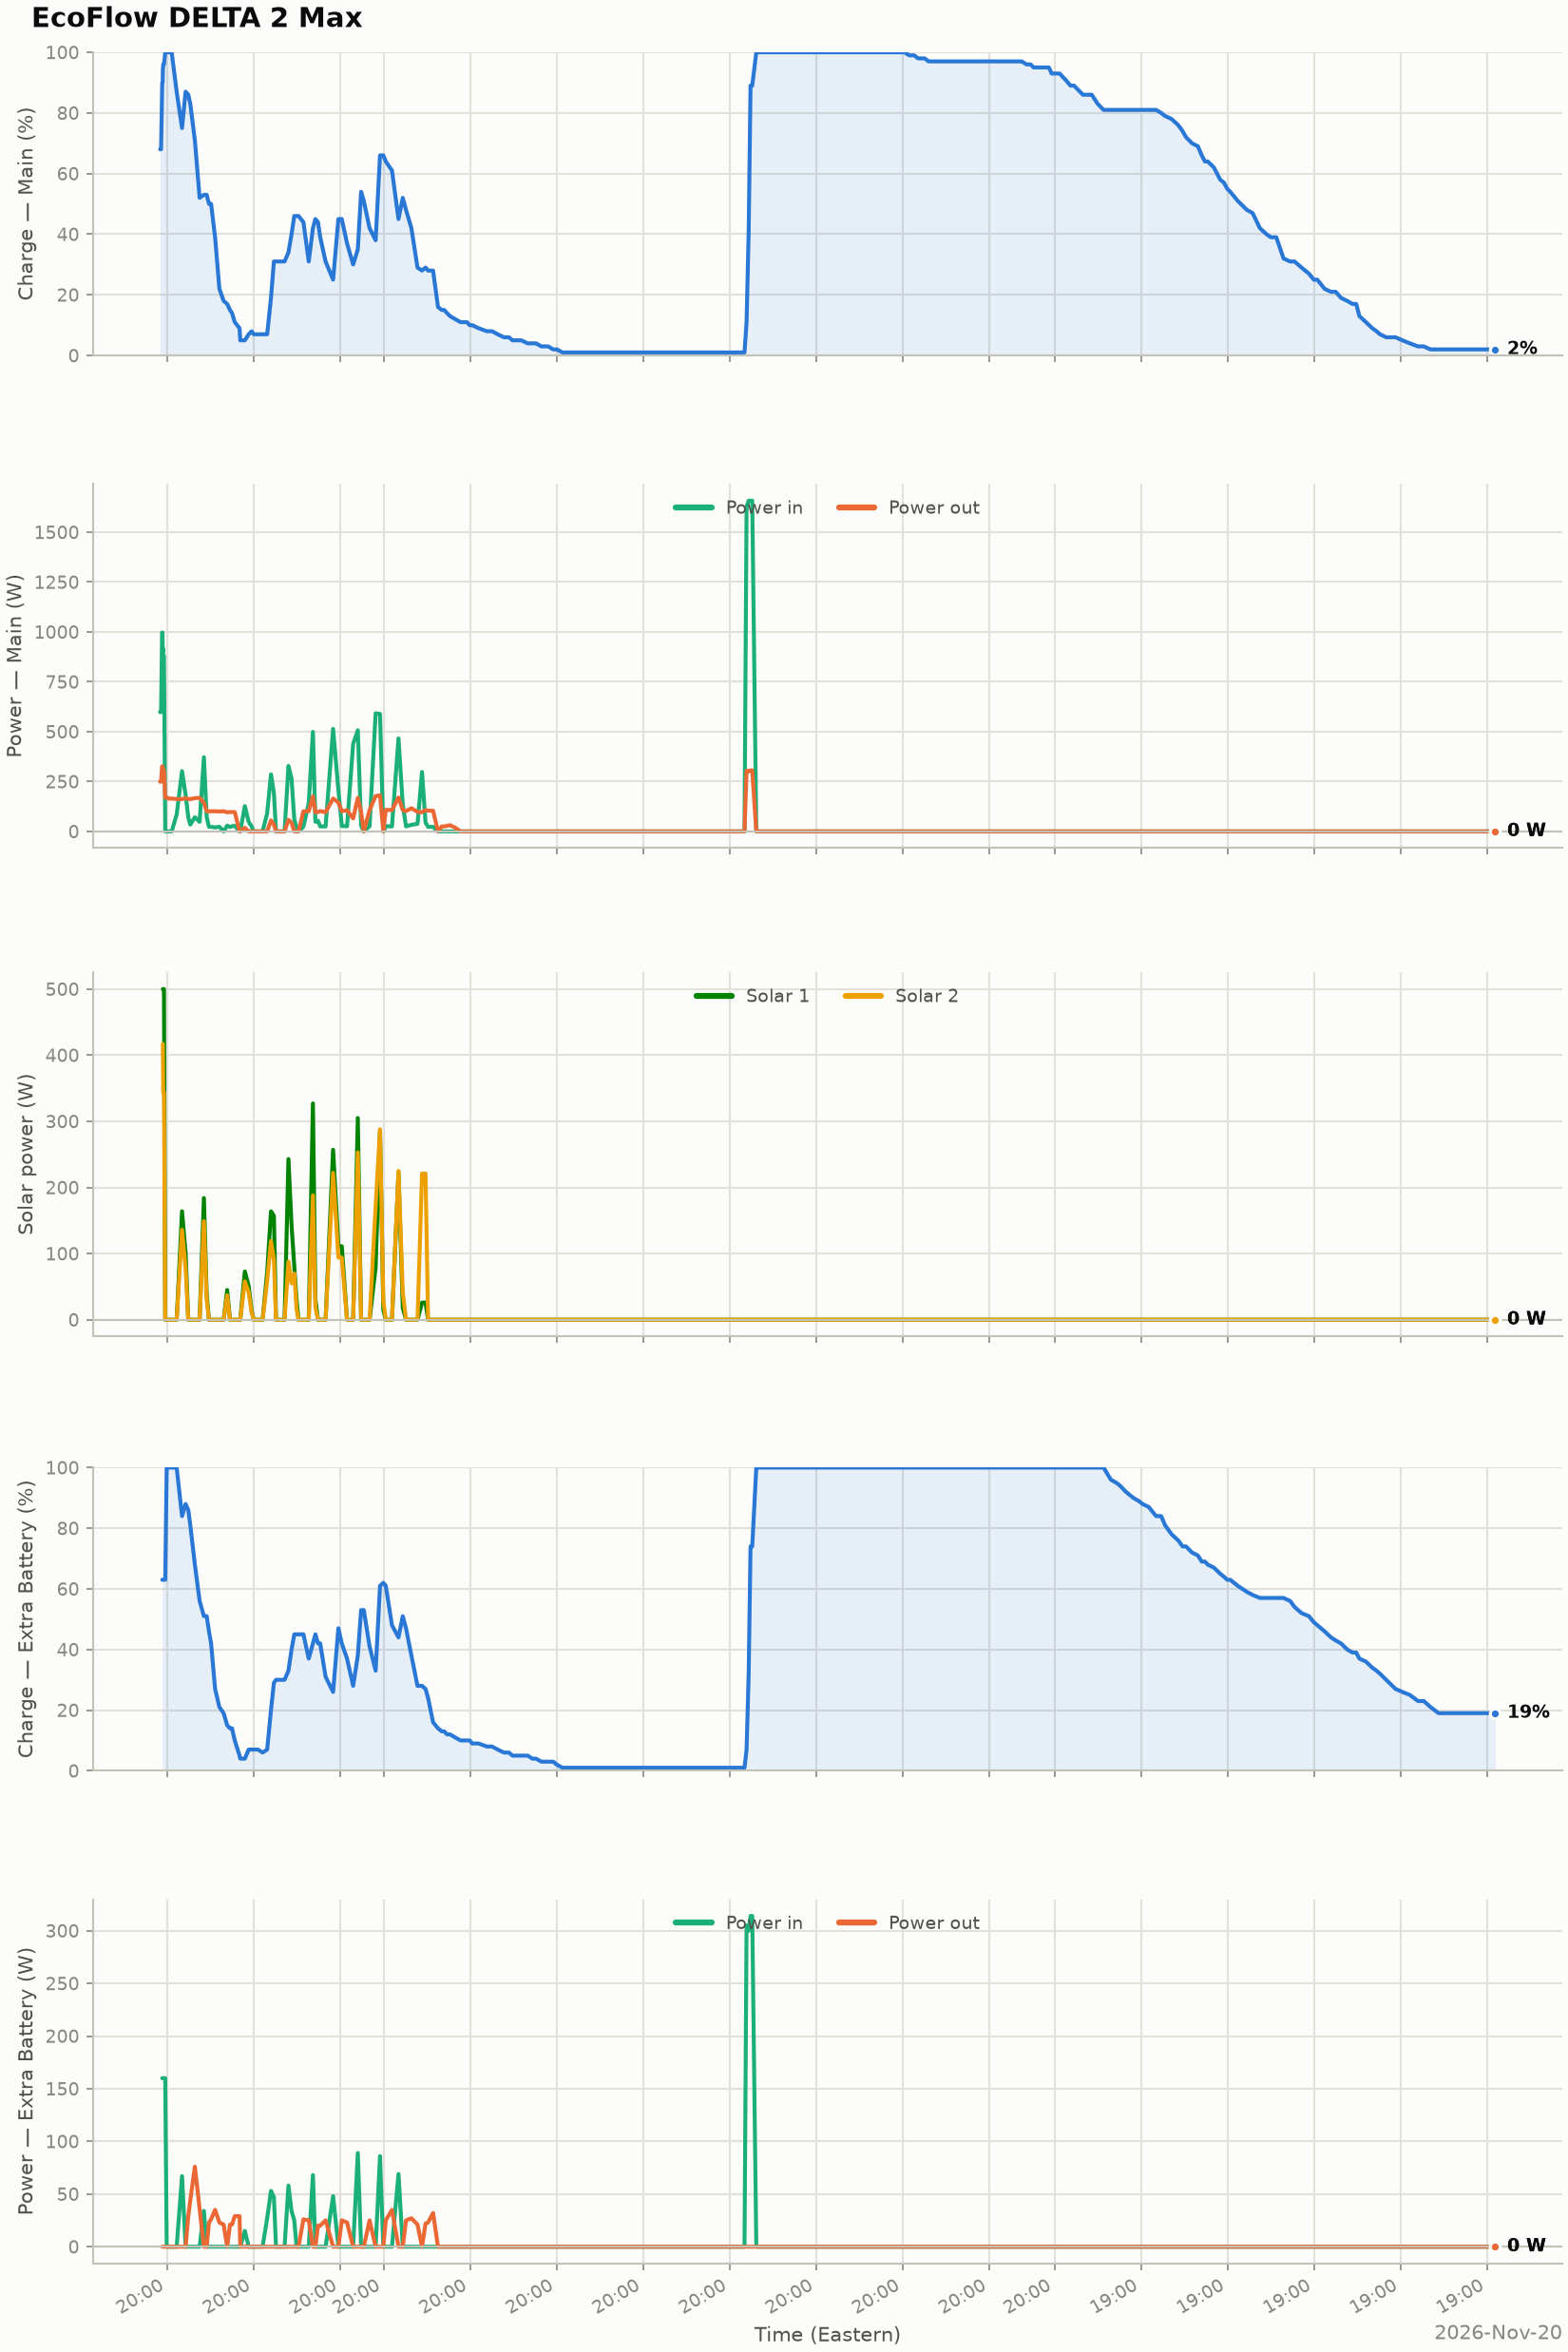 EcoFlow DELTA 2 Max
Charge — Main (%)
100
80
60
40
20
0
2%
Power — Main (W)
Power in
Power out
1500
1250
1000
750
500
250
0
0 W
Solar power (W)
Solar 1
Solar 2
500
400
300
200
100
0
0 W
Charge — Extra Battery (%)
100
80
60
40
20
0
19%
Power — Extra Battery (W)
Power in
Power out
300
250
200
150
100
50
0
0 W
20:00 20:00 20:00 20:00 20:00 20:00 20:00 20:00 20:00 20:00 20:00 20:00 19:00 19:00 19:00 19:00 19:00
Time (Eastern)
2026-Nov-20